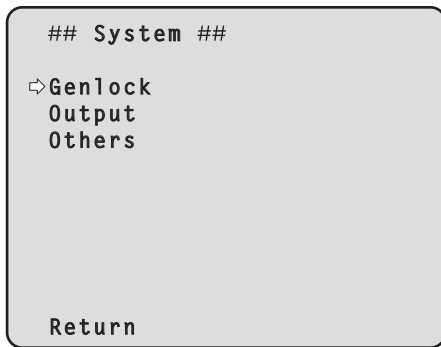 ## System ##
⇨Genlock
Output
Others
Return